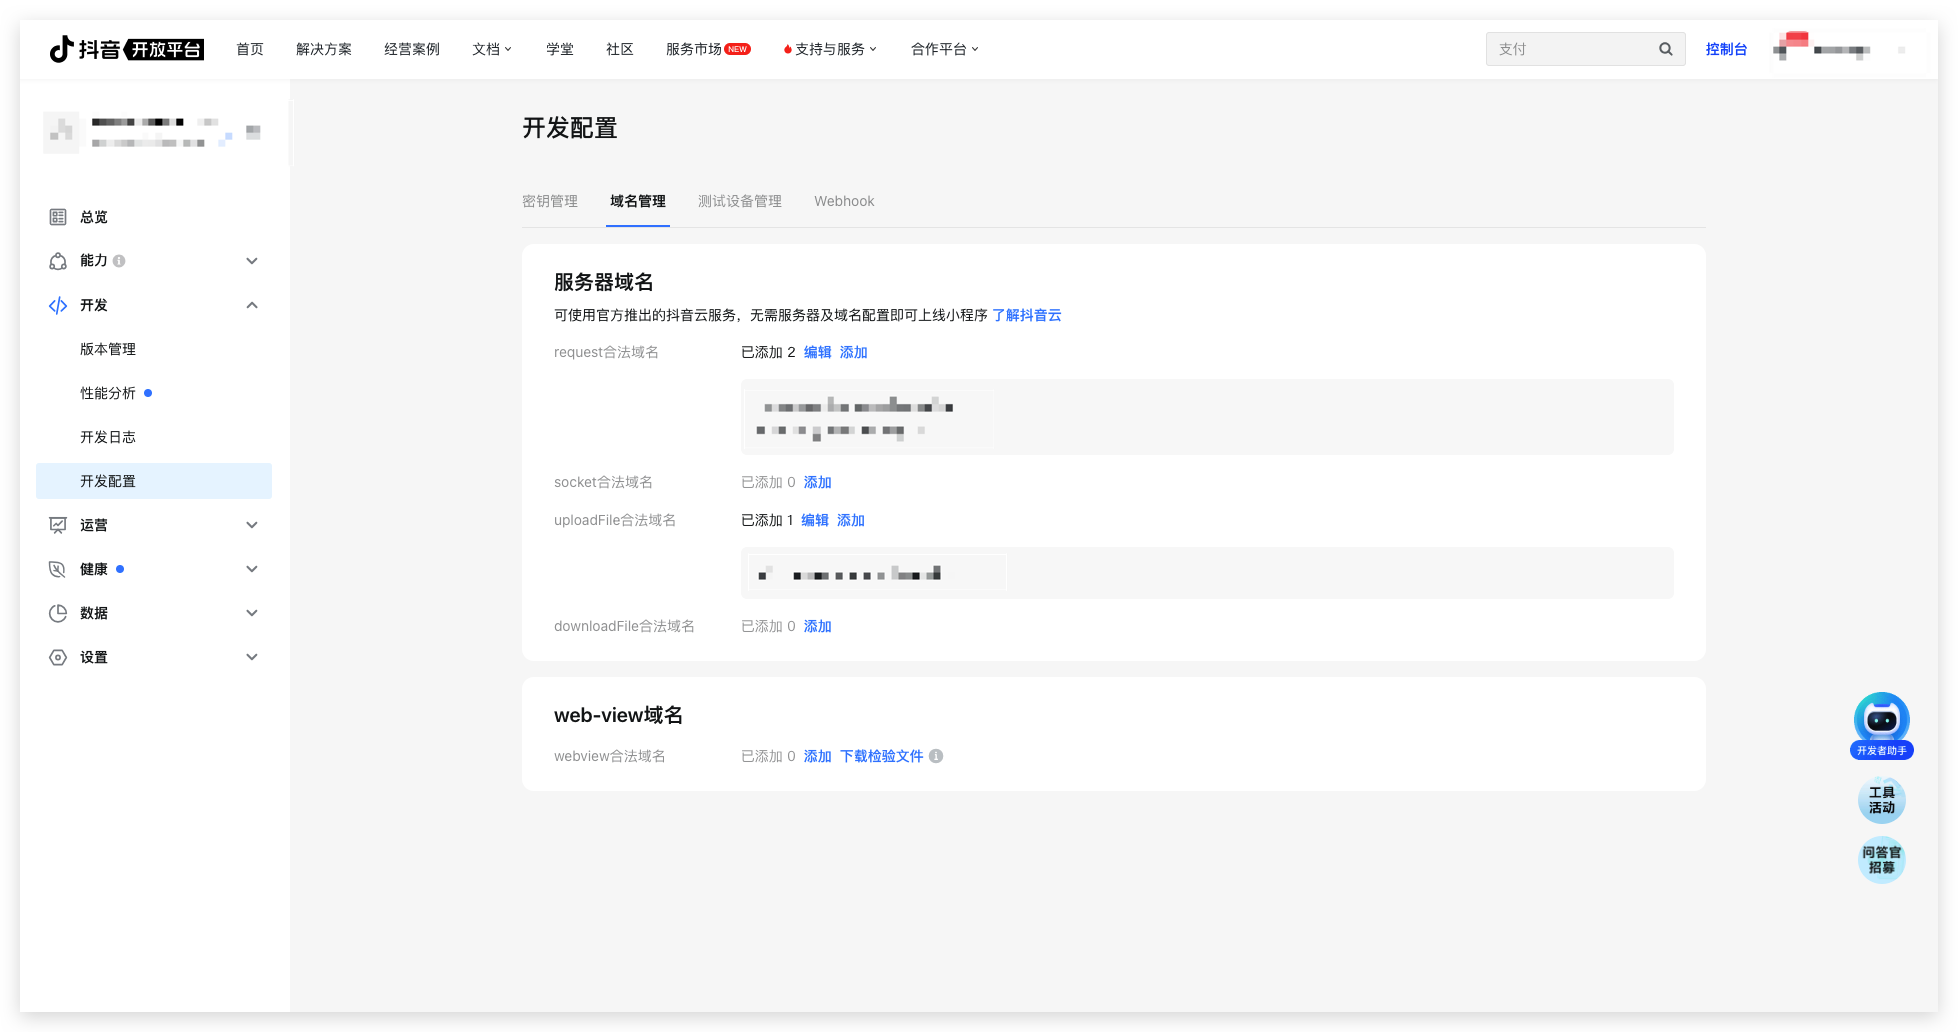 抖音 开放平台 首页 解决方案 经营案例 文档 学堂 社区 服务市场 NEW 支持与服务 合作平台 支付 控制台
总览
能力
开发
版本管理
性能分析
开发日志
开发配置
运营
健康
数据
设置
开发配置
密钥管理 域名管理 测试设备管理 Webhook
服务器域名
可使用官方推出的抖音云服务，无需服务器及域名配置即可上线小程序 了解抖音云
request合法域名 已添加 2 编辑 添加
socket合法域名 已添加 0 添加
uploadFile合法域名 已添加 1 编辑 添加
downloadFile合法域名 已添加 0 添加
web-view域名
webview合法域名 已添加 0 添加 下载检验文件
开发者助手
工具
活动
问答官
招募